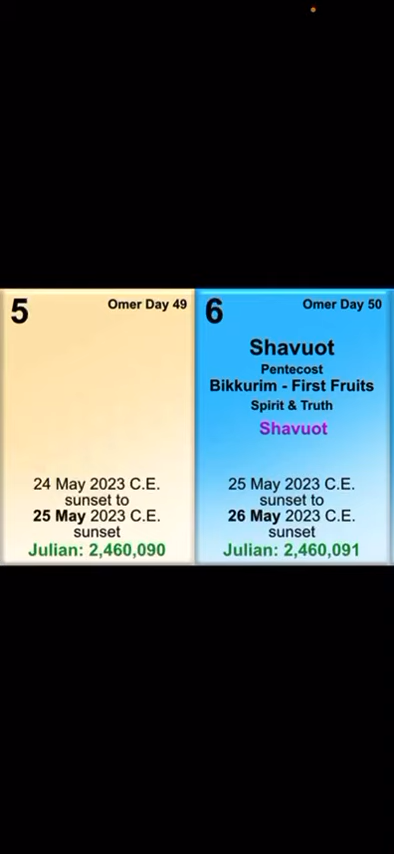 5
Omer Day 49
24 May 2023 C.E.
sunset to
25 May 2023 C.E.
sunset
Julian: 2,460,090
6
Omer Day 50
Shavuot
Pentecost
Bikkurim - First Fruits
Spirit & Truth
Shavuot
25 May 2023 C.E.
sunset to
26 May 2023 C.E.
sunset
Julian: 2,460,091